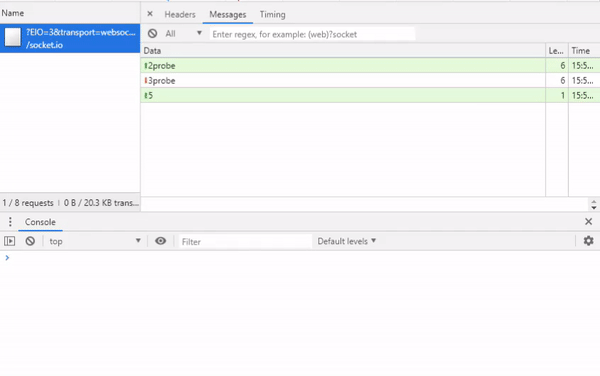 Name
?EIO=3&transport=websoc...
/socket.io
1 / 8 requests
0 B / 20.3 KB trans...
Headers
Messages
Timing
All
Enter regex, for example: (web)?socket
Data
Le...
Time
2probe
6
15:5...
3probe
6
15:5...
5
1
15:5...
Console
top
Filter
Default levels